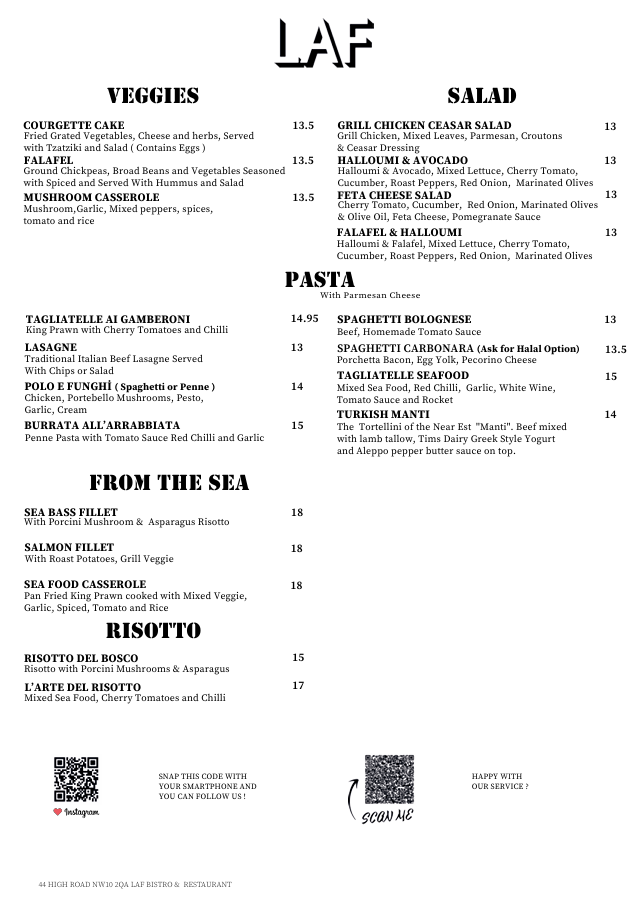 LAF
VEGGIES
COURGETTE CAKE 13.5
Fried Grated Vegetables, Cheese and herbs, Served
with Tzatziki and Salad ( Contains Eggs )
FALAFEL 13.5
Ground Chickpeas, Broad Beans and Vegetables Seasoned
with Spiced and Served With Hummus and Salad
MUSHROOM CASSEROLE 13.5
Mushroom,Garlic, Mixed peppers, spices,
tomato and rice
SALAD
GRILL CHICKEN CEASAR SALAD 13
Grill Chicken, Mixed Leaves, Parmesan, Croutons
& Ceasar Dressing
HALLOUMI & AVOCADO 13
Halloumi & Avocado, Mixed Lettuce, Cherry Tomato,
Cucumber, Roast Peppers, Red Onion, Marinated Olives
FETA CHEESE SALAD 13
Cherry Tomato, Cucumber, Red Onion, Marinated Olives
& Olive Oil, Feta Cheese, Pomegranate Sauce
FALAFEL & HALLOUMI 13
Halloumi & Falafel, Mixed Lettuce, Cherry Tomato,
Cucumber, Roast Peppers, Red Onion, Marinated Olives
PASTA
With Parmesan Cheese
TAGLIATELLE AI GAMBERONI 14.95
King Prawn with Cherry Tomatoes and Chilli
LASAGNE 13
Traditional Italian Beef Lasagne Served
With Chips or Salad
POLO E FUNGHİ ( Spaghetti or Penne ) 14
Chicken, Portebello Mushrooms, Pesto,
Garlic, Cream
BURRATA ALL'ARRABBIATA 15
Penne Pasta with Tomato Sauce Red Chilli and Garlic
SPAGHETTI BOLOGNESE 13
Beef, Homemade Tomato Sauce
SPAGHETTI CARBONARA (Ask for Halal Option) 13.5
Porchetta Bacon, Egg Yolk, Pecorino Cheese
TAGLIATELLE SEAFOOD 15
Mixed Sea Food, Red Chilli, Garlic, White Wine,
Tomato Sauce and Rocket
TURKISH MANTI 14
The Tortellini of the Near Est "Manti". Beef mixed
with lamb tallow, Tims Dairy Greek Style Yogurt
and Aleppo pepper butter sauce on top.
FROM THE SEA
SEA BASS FILLET 18
With Porcini Mushroom & Asparagus Risotto
SALMON FILLET 18
With Roast Potatoes, Grill Veggie
SEA FOOD CASSEROLE 18
Pan Fried King Prawn cooked with Mixed Veggie,
Garlic, Spiced, Tomato and Rice
RISOTTO
RISOTTO DEL BOSCO 15
Risotto with Porcini Mushrooms & Asparagus
L'ARTE DEL RISOTTO 17
Mixed Sea Food, Cherry Tomatoes and Chilli
Instagram
SNAP THIS CODE WITH
YOUR SMARTPHONE AND
YOU CAN FOLLOW US !
SCAN ME
HAPPY WITH
OUR SERVICE ?
44 HIGH ROAD NW10 2QA LAF BISTRO & RESTAURANT